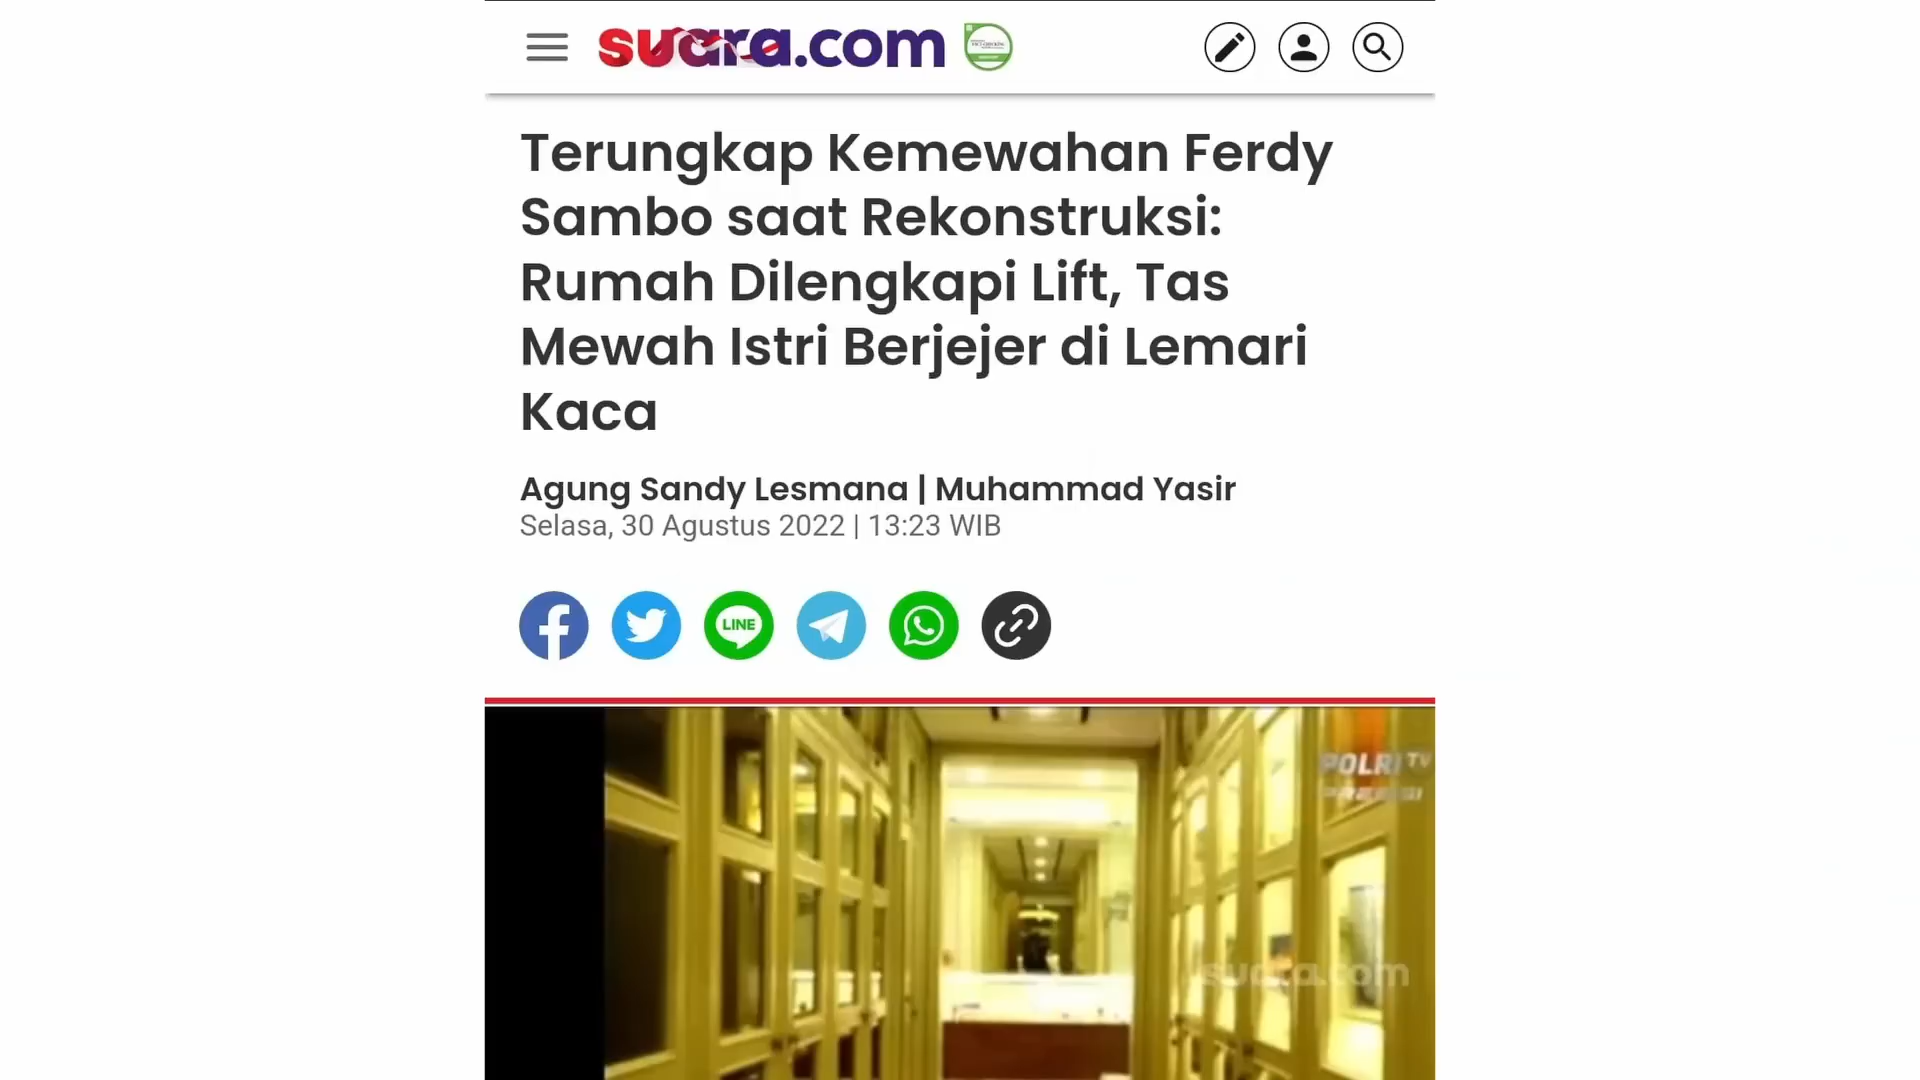 suara.com
Terungkap Kemewahan Ferdy
Sambo saat Rekonstruksi:
Rumah Dilengkapi Lift, Tas
Mewah Istri Berjejer di Lemari
Kaca
Agung Sandy Lesmana | Muhammad Yasir
Selasa, 30 Agustus 2022 | 13:23 WIB
LINE
POLRI TV
suara.com